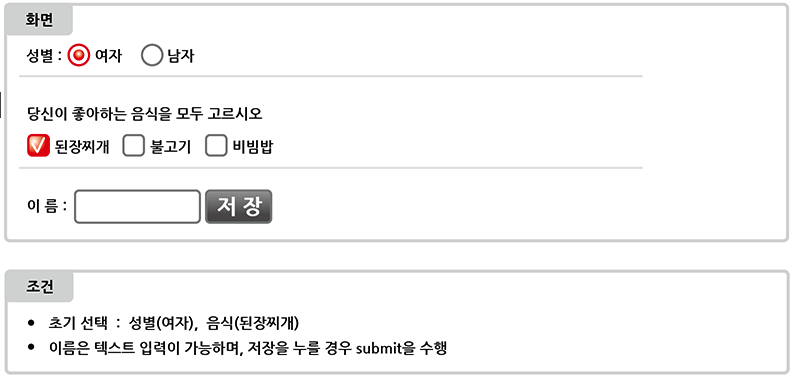 화면
성별 : 여자 남자
당신이 좋아하는 음식을 모두 고르시오
된장찌개 불고기 비빔밥
이 름 : 저 장
조건
• 초기 선택 : 성별(여자), 음식(된장찌개)
• 이름은 텍스트 입력이 가능하며, 저장을 누를 경우 submit을 수행